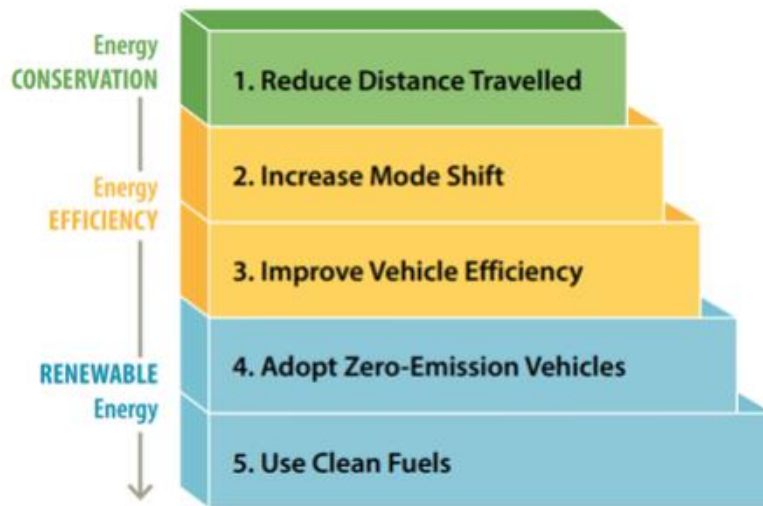 Energy
CONSERVATION
1. Reduce Distance Travelled
2. Increase Mode Shift
Energy
EFFICIENCY
3. Improve Vehicle Efficiency
4. Adopt Zero-Emission Vehicles
RENEWABLE
Energy
5. Use Clean Fuels